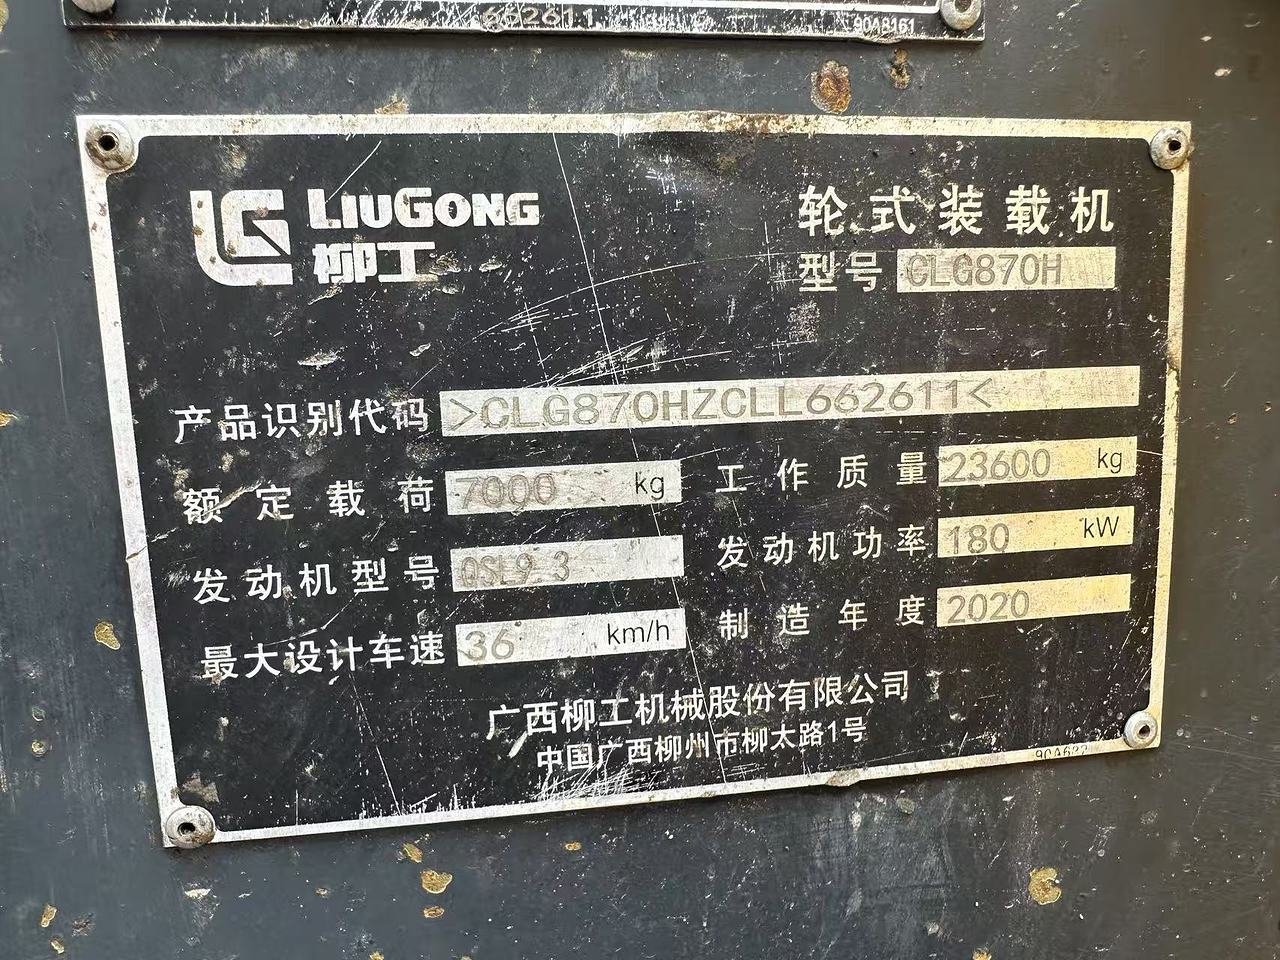 662611
90A8161
LIUGONG
柳工
轮式装载机
型号 CLG870H
产品识别代码 >CLG870HZCLL662611<
额定载荷 7000 kg 工作质量 23600 kg
发动机型号 QSL9.3 发动机功率 180 kW
最大设计车速 36 km/h 制造年度 2020
广西柳工机械股份有限公司
中国广西柳州市柳太路1号